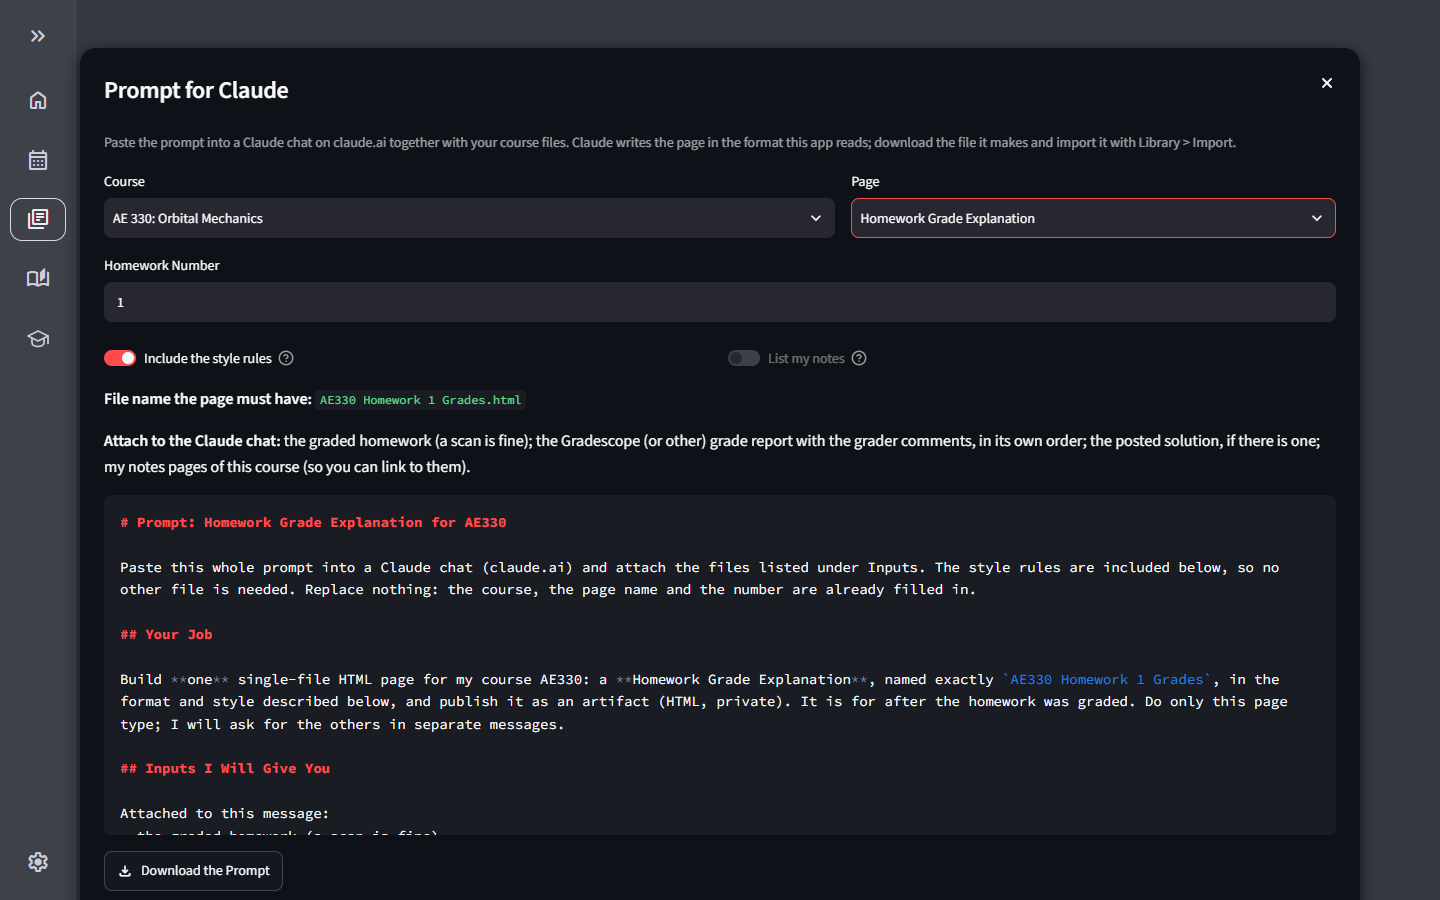 Prompt for Claude
Paste the prompt into a Claude chat on claude.ai together with your course files. Claude writes the page in the format this app reads; download the file it makes and import it with Library > Import.
Course
Page
AE 330: Orbital Mechanics
Homework Grade Explanation
Homework Number
1
Include the style rules
List my notes
File name the page must have: AE330 Homework 1 Grades.html
Attach to the Claude chat: the graded homework (a scan is fine); the Gradescope (or other) grade report with the grader comments, in its own order; the posted solution, if there is one;
my notes pages of this course (so you can link to them).
# Prompt: Homework Grade Explanation for AE330
Paste this whole prompt into a Claude chat (claude.ai) and attach the files listed under Inputs. The style rules are included below, so no
other file is needed. Replace nothing: the course, the page name and the number are already filled in.
## Your Job
Build **one** single-file HTML page for my course AE330: a **Homework Grade Explanation**, named exactly `AE330 Homework 1 Grades`, in the
format and style described below, and publish it as an artifact (HTML, private). It is for after the homework was graded. Do only this page
type; I will ask for the others in separate messages.
## Inputs I Will Give You
Attached to this message:
- the graded homework (a scan is fine)
Download the Prompt